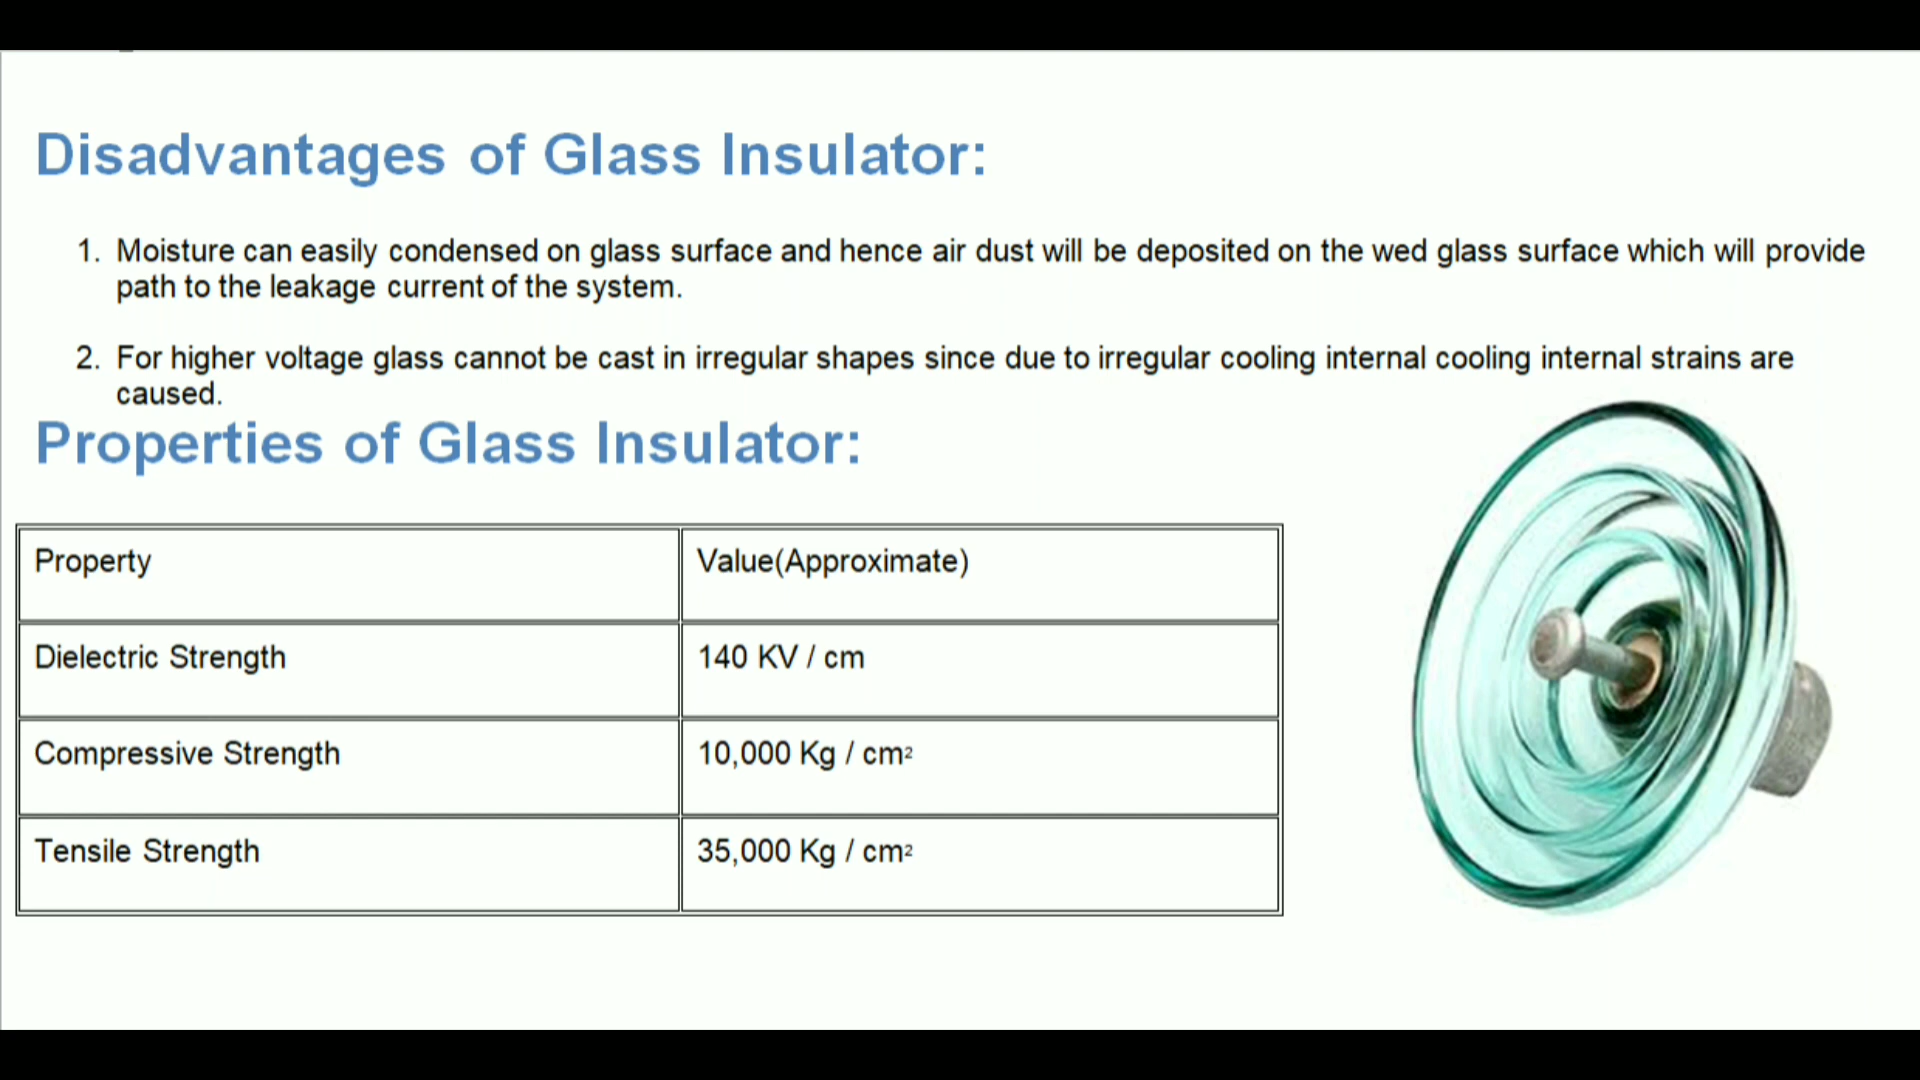 Disadvantages of Glass Insulator:
1. Moisture can easily condensed on glass surface and hence air dust will be deposited on the wed glass surface which will provide
path to the leakage current of the system.
2. For higher voltage glass cannot be cast in irregular shapes since due to irregular cooling internal cooling internal strains are
caused.
Properties of Glass Insulator:
Property Value(Approximate)
Dielectric Strength 140 KV / cm
Compressive Strength 10,000 Kg / cm²
Tensile Strength 35,000 Kg / cm²